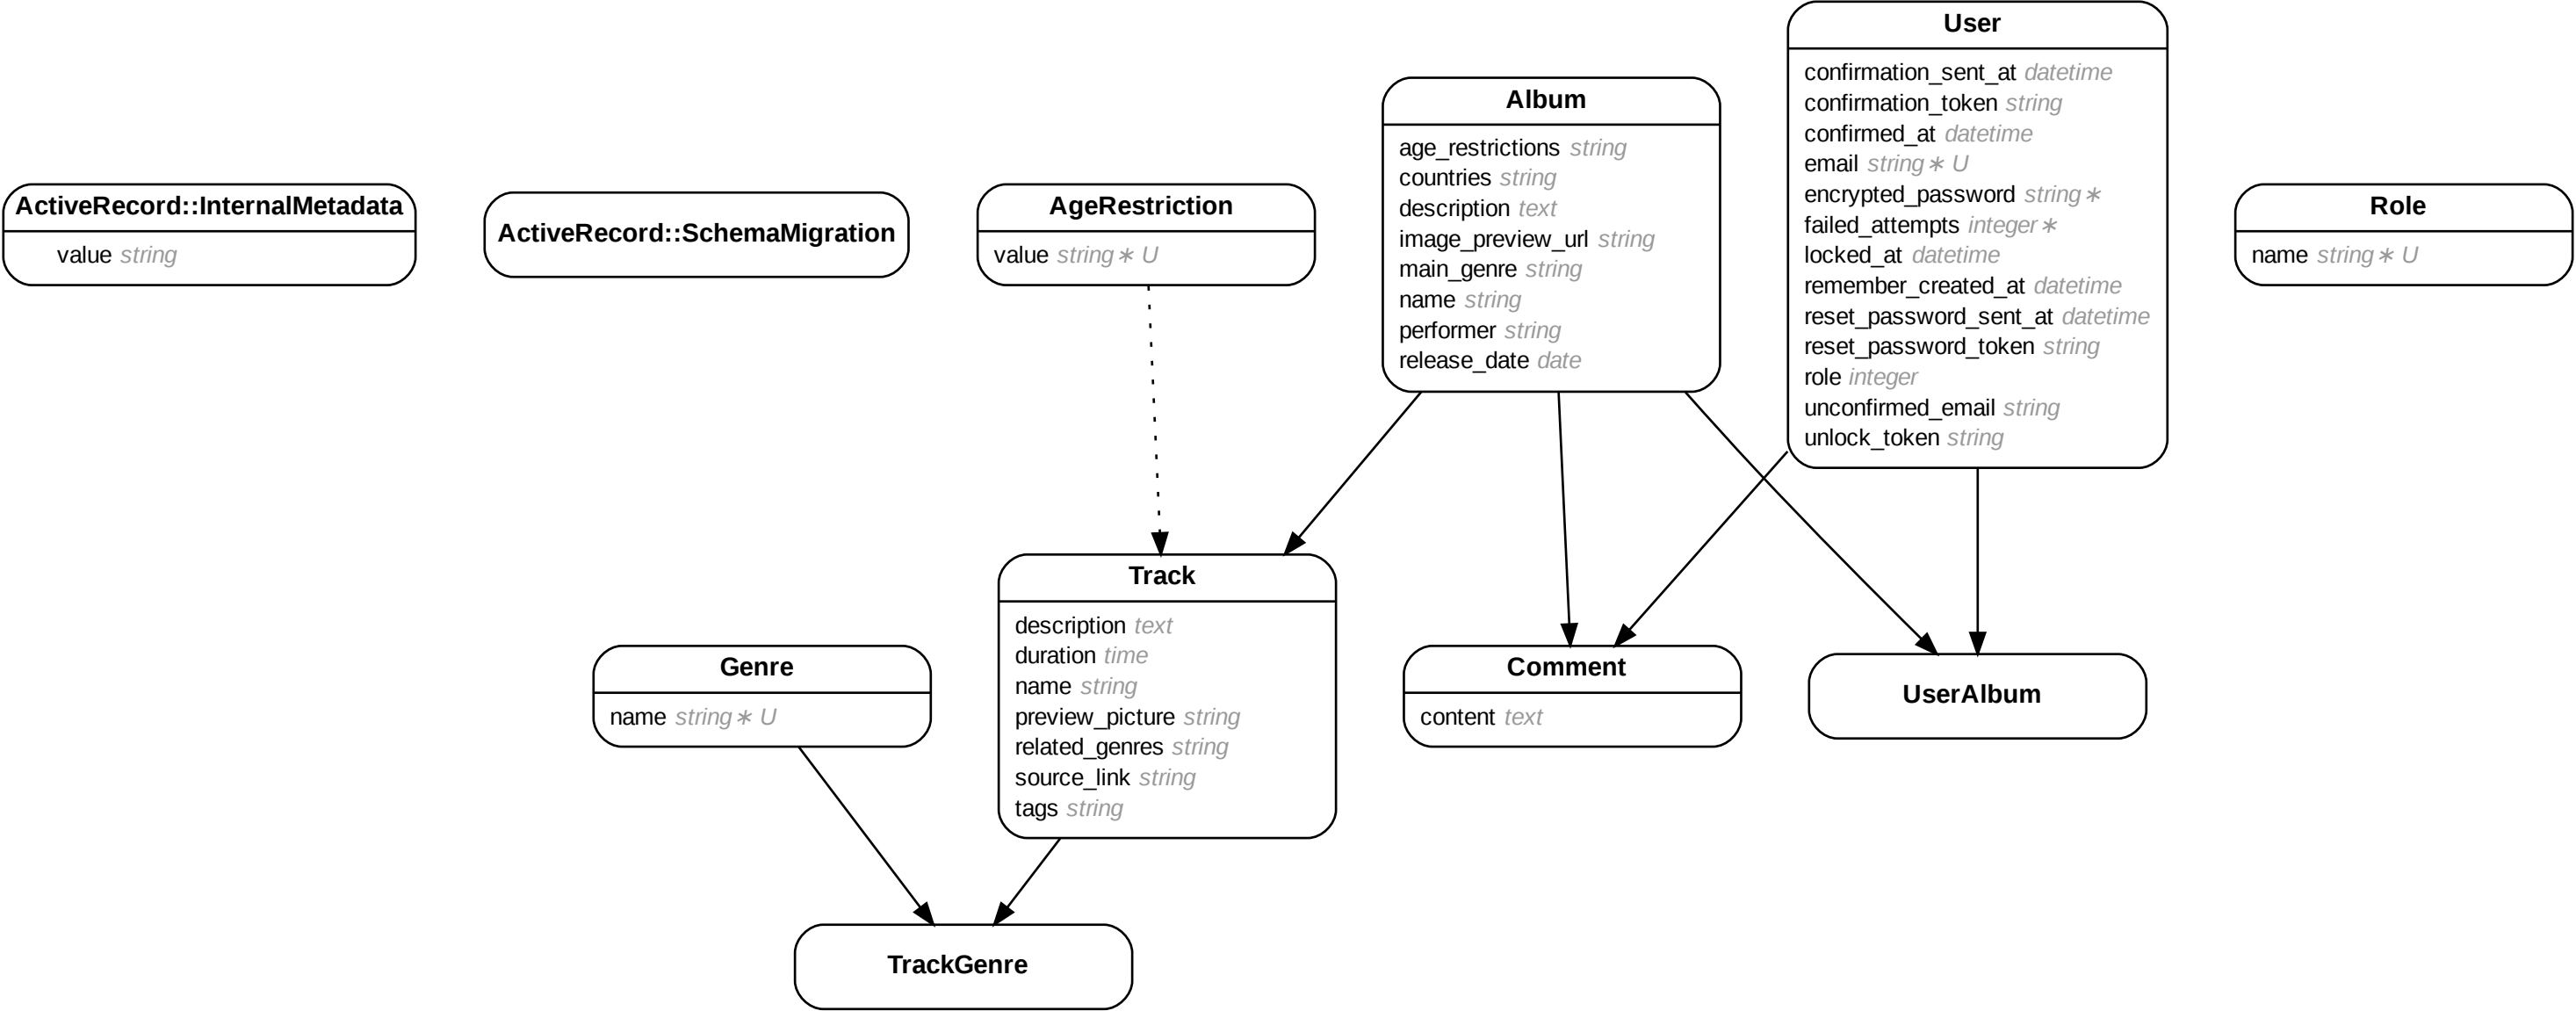 ActiveRecord::InternalMetadata
value string
ActiveRecord::SchemaMigration
AgeRestriction
value string∗ U
Album
age_restrictions string
countries string
description text
image_preview_url string
main_genre string
name string
performer string
release_date date
User
confirmation_sent_at datetime
confirmation_token string
confirmed_at datetime
email string∗ U
encrypted_password string∗
failed_attempts integer∗
locked_at datetime
remember_created_at datetime
reset_password_sent_at datetime
reset_password_token string
role integer
unconfirmed_email string
unlock_token string
Role
name string∗ U
Genre
name string∗ U
Track
description text
duration time
name string
preview_picture string
related_genres string
source_link string
tags string
Comment
content text
UserAlbum
TrackGenre